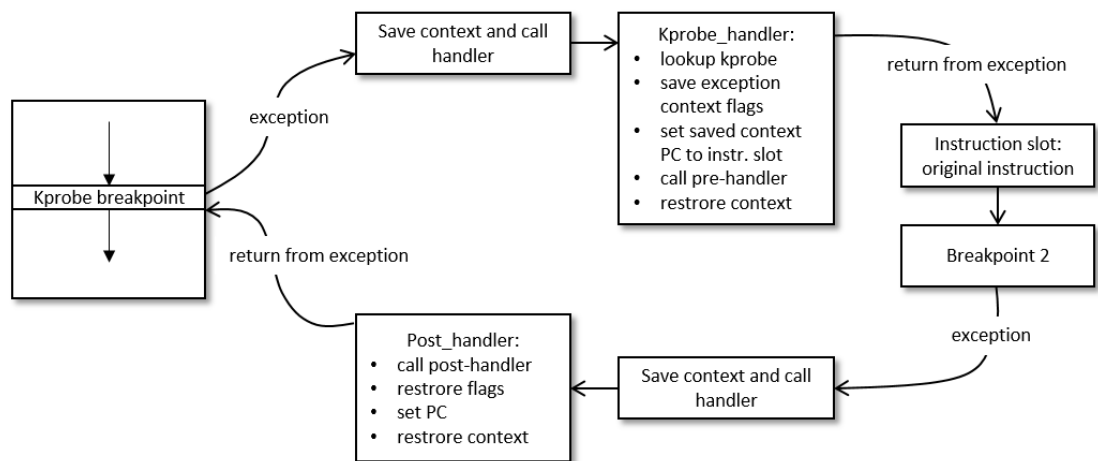 Save context and call
handler
Kprobe_handler:
• lookup kprobe
• save exception
context flags
• set saved context
PC to instr. slot
• call pre-handler
• restrore context
return from exception
exception
Instruction slot:
original instruction
Kprobe breakpoint
Breakpoint 2
return from exception
exception
Post_handler:
• call post-handler
• restrore flags
• set PC
• restrore context
Save context and call
handler